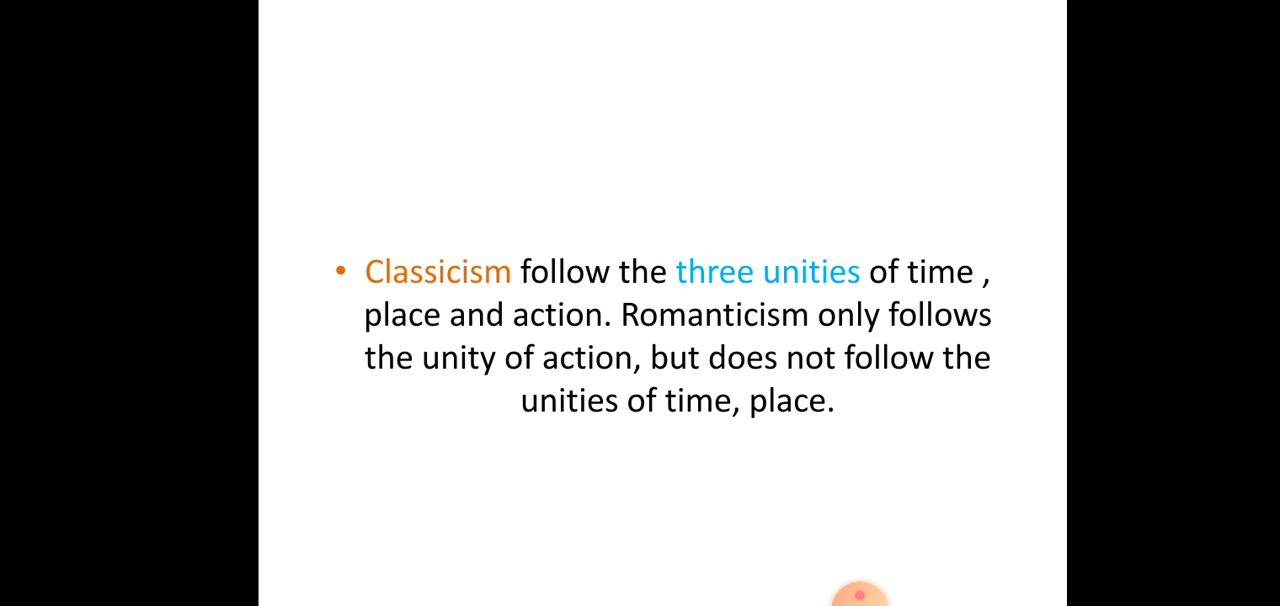 • Classicism follow the three unities of time ,
place and action. Romanticism only follows
the unity of action, but does not follow the
unities of time, place.